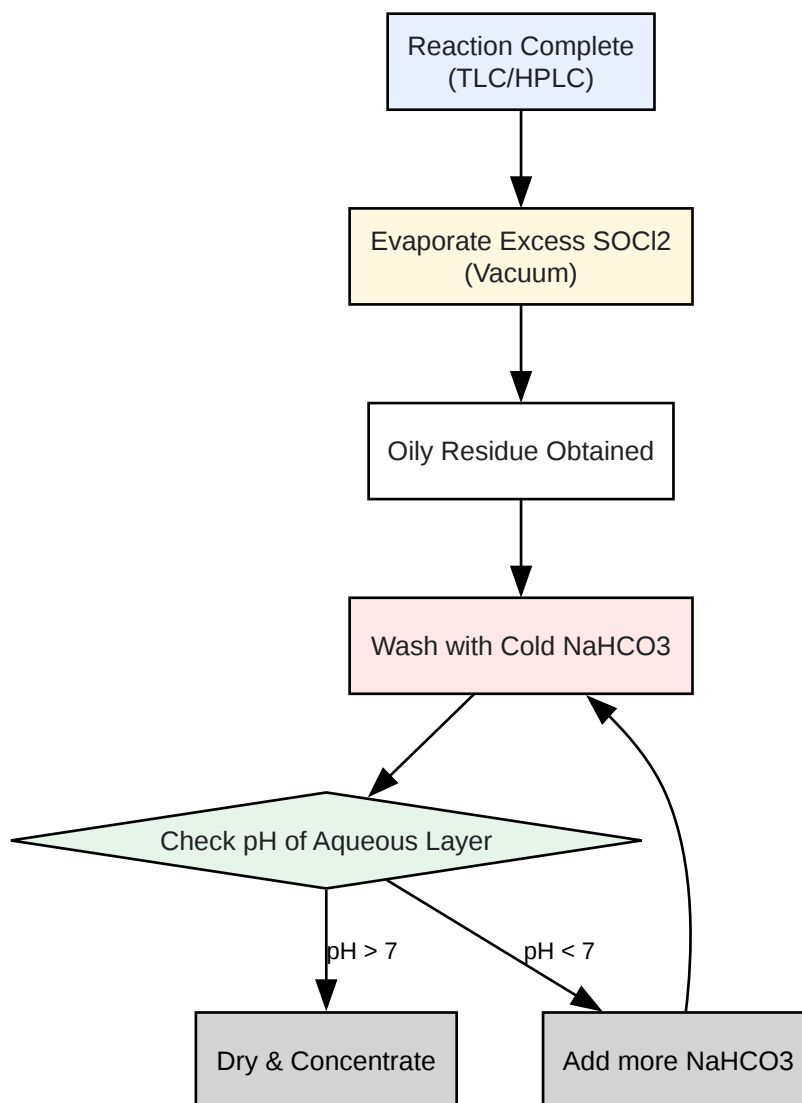 Reaction Complete
(TLC/HPLC)
Evaporate Excess SOCl2
(Vacuum)
Oily Residue Obtained
Wash with Cold NaHCO3
Check pH of Aqueous Layer
pH > 7
pH < 7
Dry & Concentrate
Add more NaHCO3